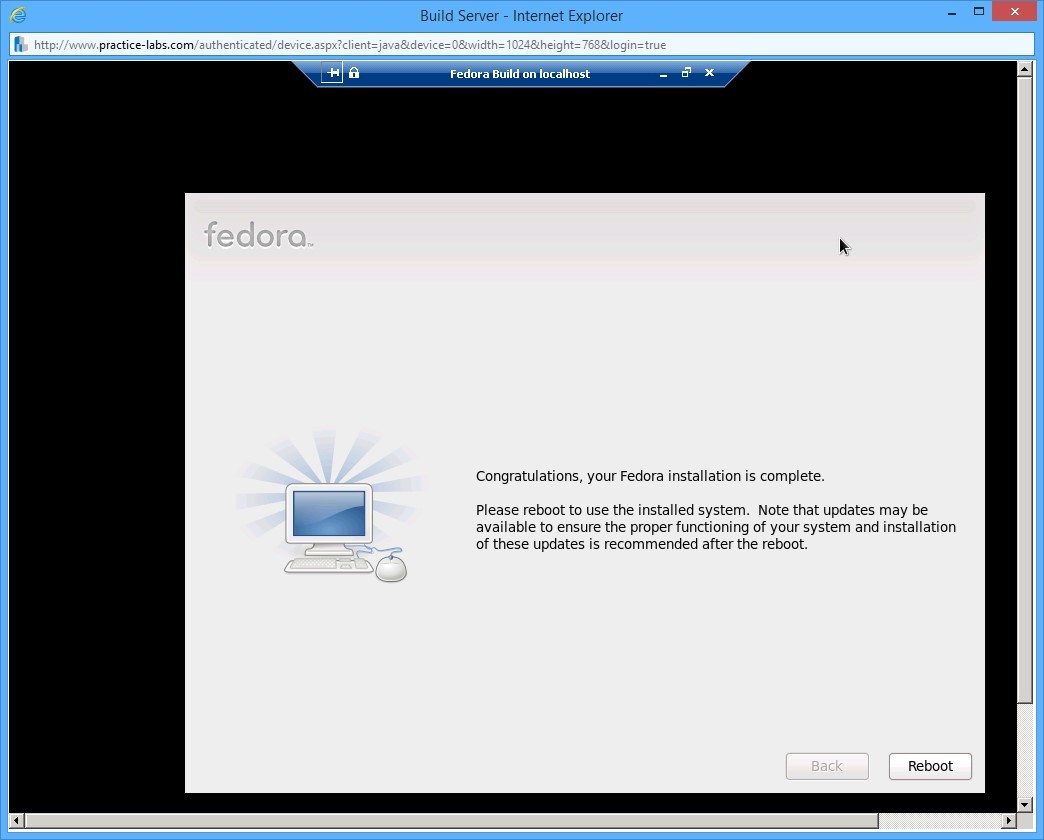 Build Server - Internet Explorer
http://www.practice-labs.com/authenticated/device.aspx?client=java&device=0&width=1024&height=768&login=true
Fedora Build on localhost
fedora™
Congratulations, your Fedora installation is complete.
Please reboot to use the installed system.  Note that updates may be
available to ensure the proper functioning of your system and installation
of these updates is recommended after the reboot.
Back
Reboot